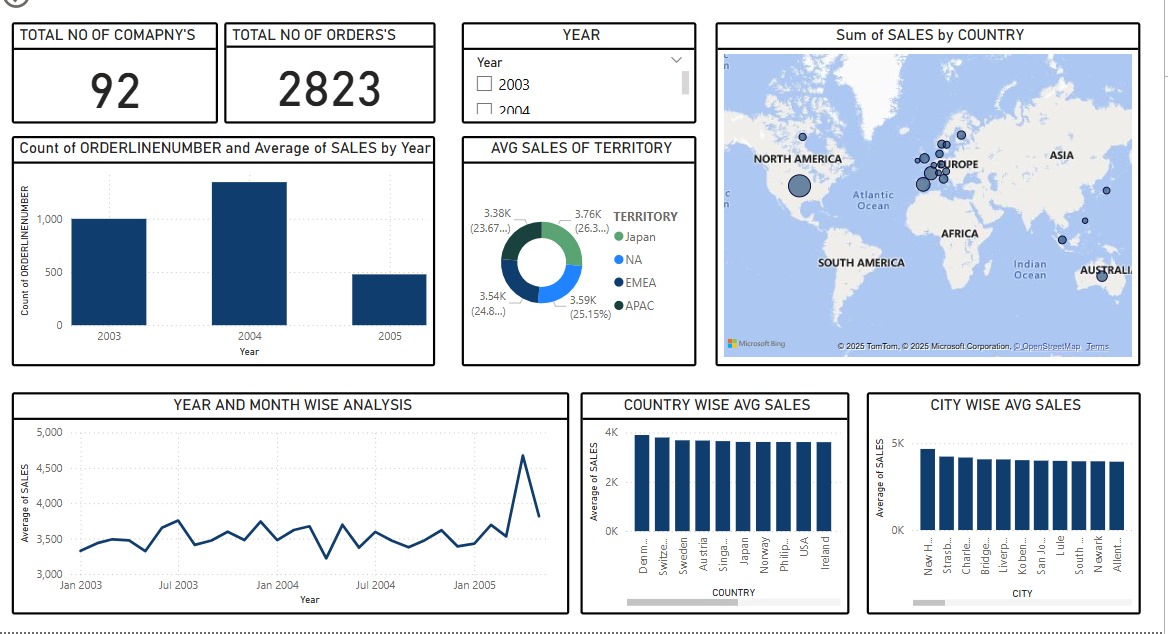 TOTAL NO OF COMAPNY'S
92
TOTAL NO OF ORDERS'S
2823
YEAR
Year
2003
2004
Sum of SALES by COUNTRY
NORTH AMERICA
EUROPE
ASIA
Atlantic
Ocean
AFRICA
SOUTH AMERICA
Indian
Ocean
AUSTRALI
Microsoft Bing
© 2025 TomTom, © 2025 Microsoft Corporation, © OpenStreetMap Terms
Count of ORDERLINENUMBER and Average of SALES by Year
Count of ORDERLINENUMBER
1,000
500
0
2003
2004
2005
Year
AVG SALES OF TERRITORY
3.38K
(23.67...)
3.76K
(26.3...)
3.54K
(24.8...)
3.59K
(25.15%)
TERRITORY
Japan
NA
EMEA
APAC
YEAR AND MONTH WISE ANALYSIS
Average of SALES
5,000
4,500
4,000
3,500
3,000
Jan 2003
Jul 2003
Jan 2004
Jul 2004
Jan 2005
Year
COUNTRY WISE AVG SALES
Average of SALES
4K
2K
0K
Denm...
Switze...
Sweden
Austria
Singa...
Japan
Norway
Philip...
USA
Ireland
COUNTRY
CITY WISE AVG SALES
Average of SALES
5K
0K
New H...
Strasb...
Charle...
Bridge...
Liverp...
Koben...
San Jo...
Lule
South ...
Newark
Allent...
CITY